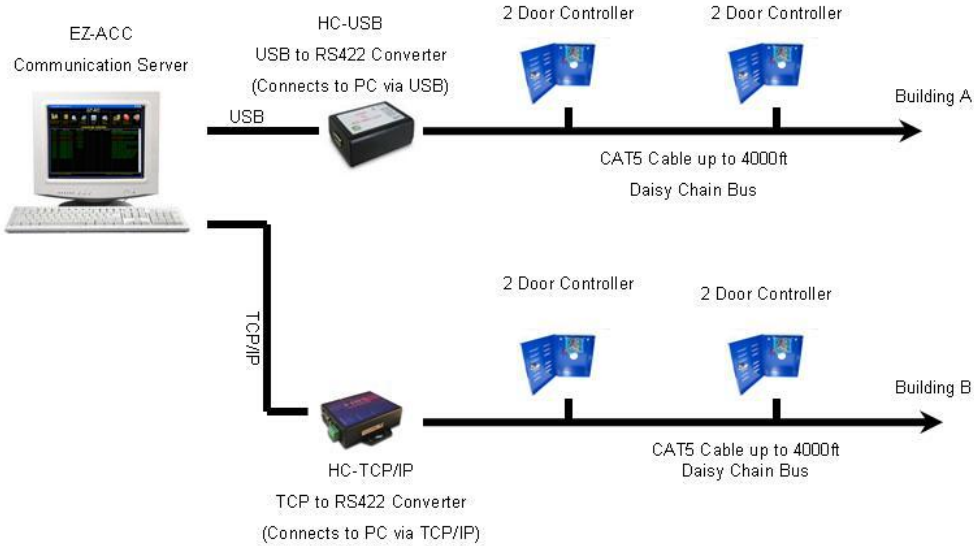 EZ-ACC
Communication Server
HC-USB
USB to RS422 Converter
(Connects to PC via USB)
2 Door Controller
2 Door Controller
USB
Building A
CAT5 Cable up to 4000ft
Daisy Chain Bus
TCP/IP
2 Door Controller
2 Door Controller
Building B
CAT5 Cable up to 4000ft
Daisy Chain Bus
HC-TCP/IP
TCP to RS422 Converter
(Connects to PC via TCP/IP)